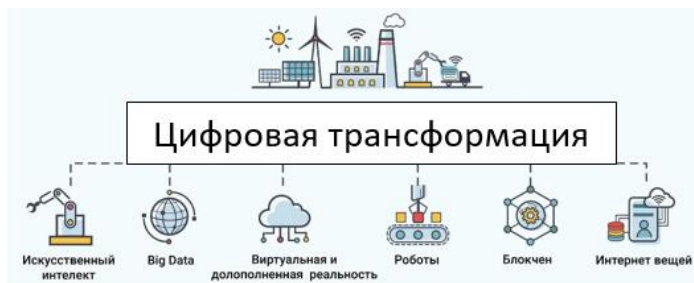 Цифровая трансформация
Искусственный
интелект
Big Data
Виртуальная и
долополненная реальность
Роботы
Блокчен
Интернет вещей